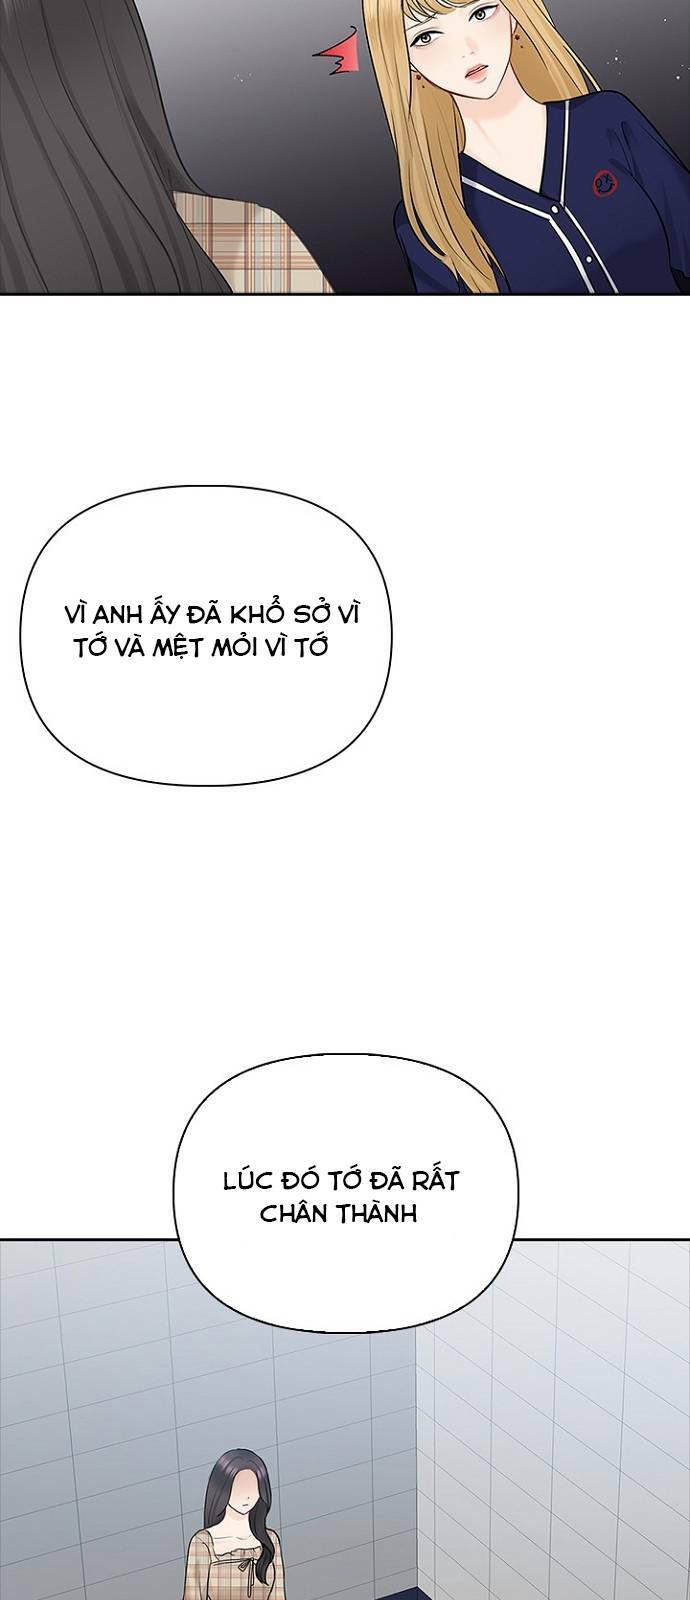 VÌ ANH ẤY ĐÃ KHỔ SỞ VÌ
TỚ VÀ MỆT MỎI VÌ TỚ
LÚC ĐÓ TỚ ĐÃ RẤT
CHÂN THÀNH